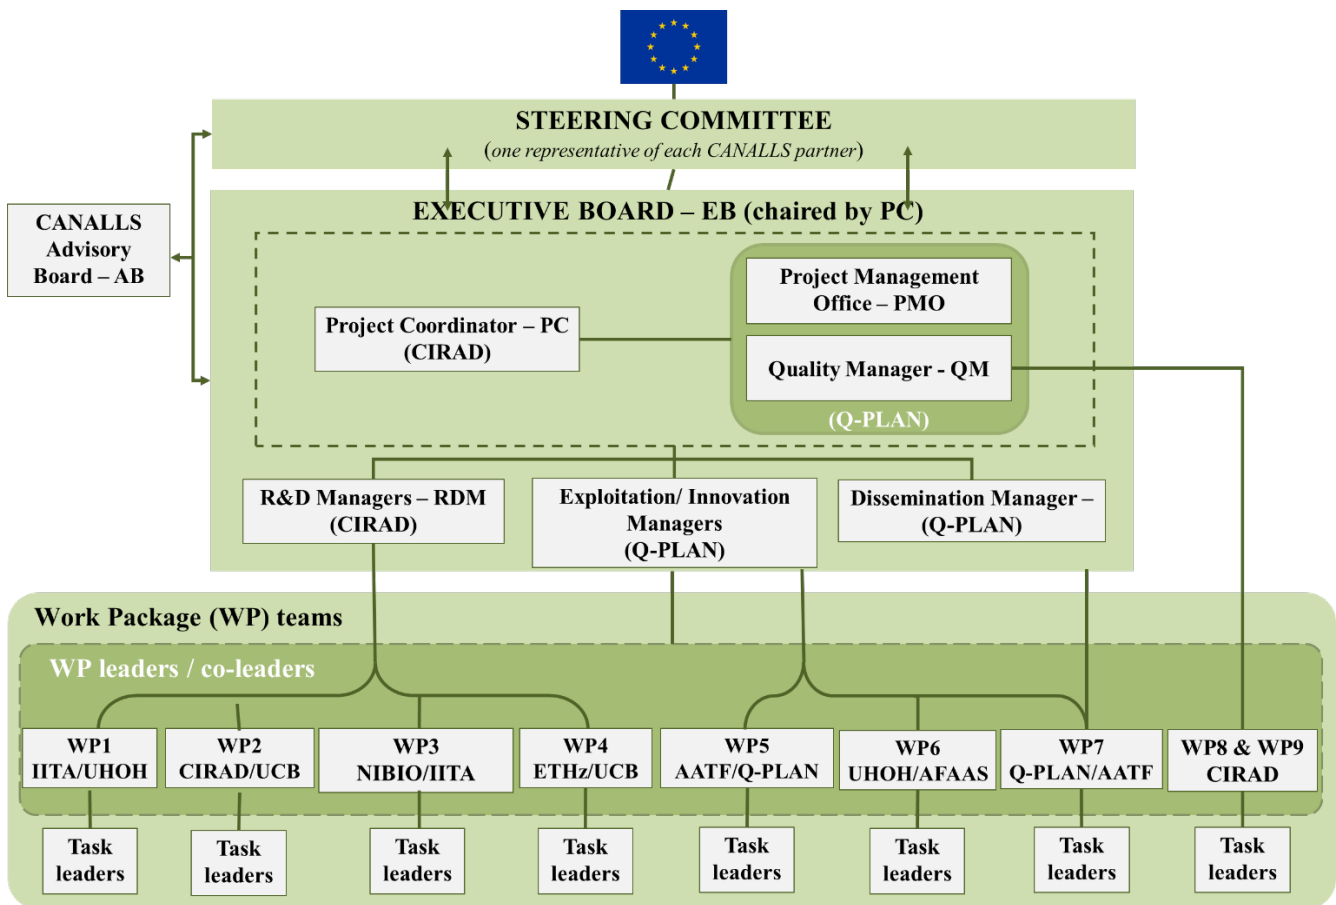 STEERING COMMITTEE
(one representative of each CANALLS partner)
CANALLS
Advisory
Board – AB
EXECUTIVE BOARD – EB (chaired by PC)
Project Coordinator – PC
(CIRAD)
Project Management
Office – PMO
Quality Manager - QM
(Q-PLAN)
R&D Managers – RDM
(CIRAD)
Exploitation/ Innovation
Managers
(Q-PLAN)
Dissemination Manager –
(Q-PLAN)
Work Package (WP) teams
WP leaders / co-leaders
WP1
IITA/UHOH
WP2
CIRAD/UCB
WP3
NIBIO/IITA
WP4
ETHz/UCB
WP5
AATF/Q-PLAN
WP6
UHOH/AFAAS
WP7
Q-PLAN/AATF
WP8 & WP9
CIRAD
Task
leaders
Task
leaders
Task
leaders
Task
leaders
Task
leaders
Task
leaders
Task
leaders
Task
leaders